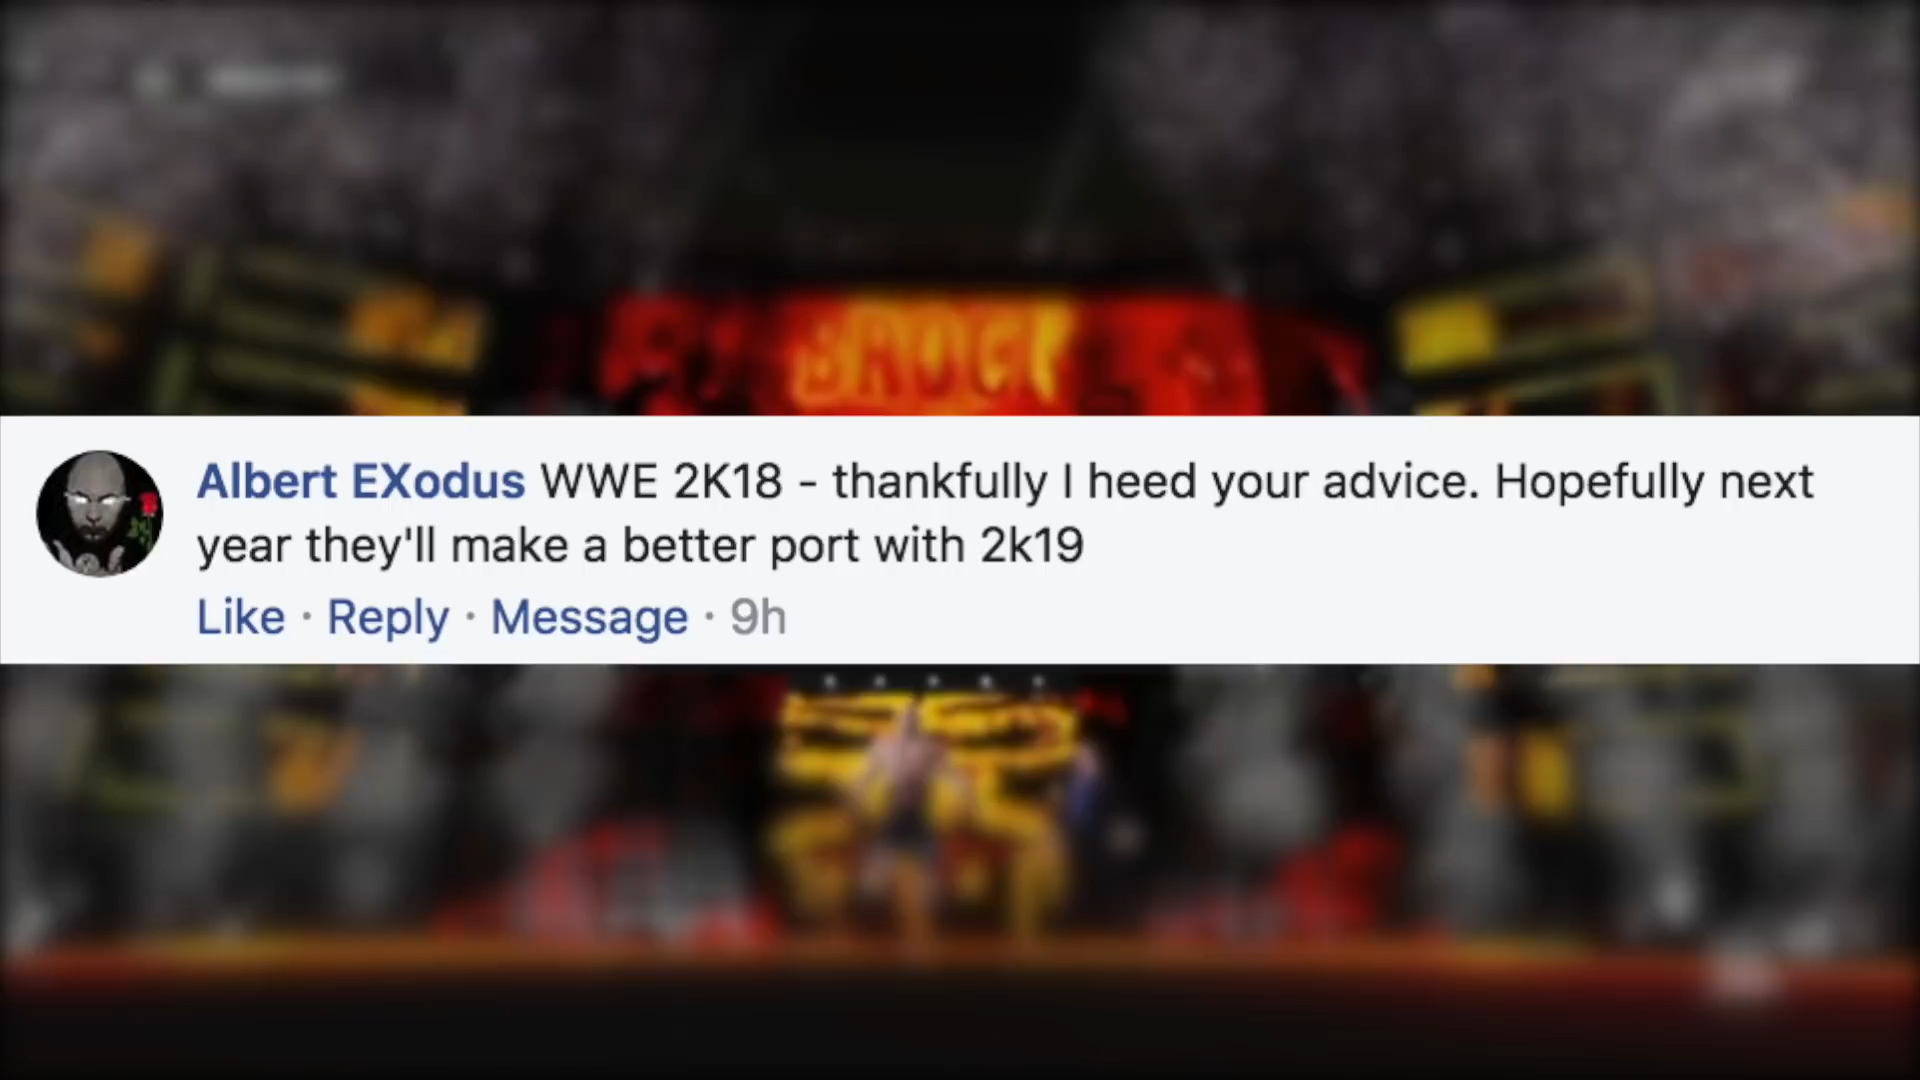 BROCK
Albert EXodus WWE 2K18 - thankfully I heed your advice. Hopefully next
year they'll make a better port with 2k19
Like · Reply · Message · 9h